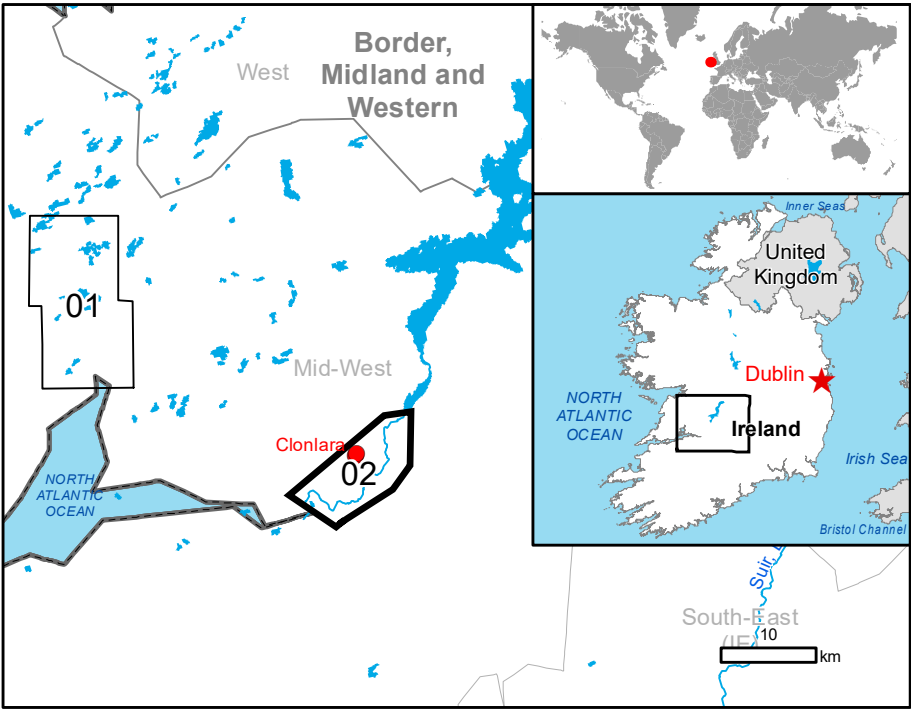 Border,
Midland and
Western
West
01
Mid-West
Clonlara
02
NORTH
ATLANTIC
OCEAN
Inner Seas
United
Kingdom
Dublin
NORTH
ATLANTIC
OCEAN
Ireland
Irish Sea
Bristol Channel
Suir,
South-East
(IE)
10
km